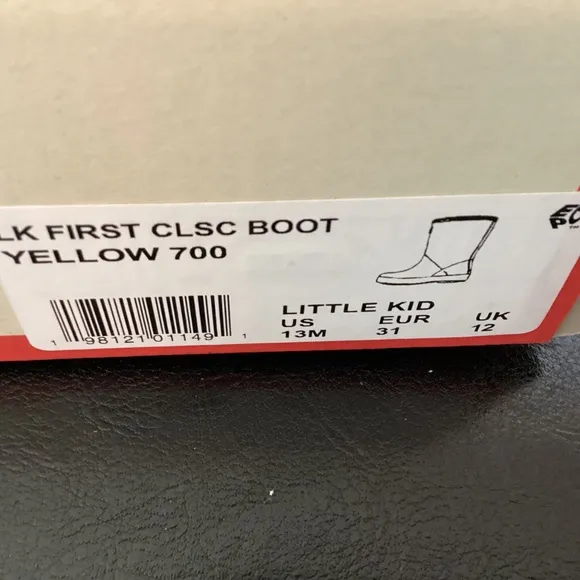 LK FIRST CLSC BOOT
YELLOW 700
LITTLE KID
US EUR UK
13M 31 12
1 98121 01149 1